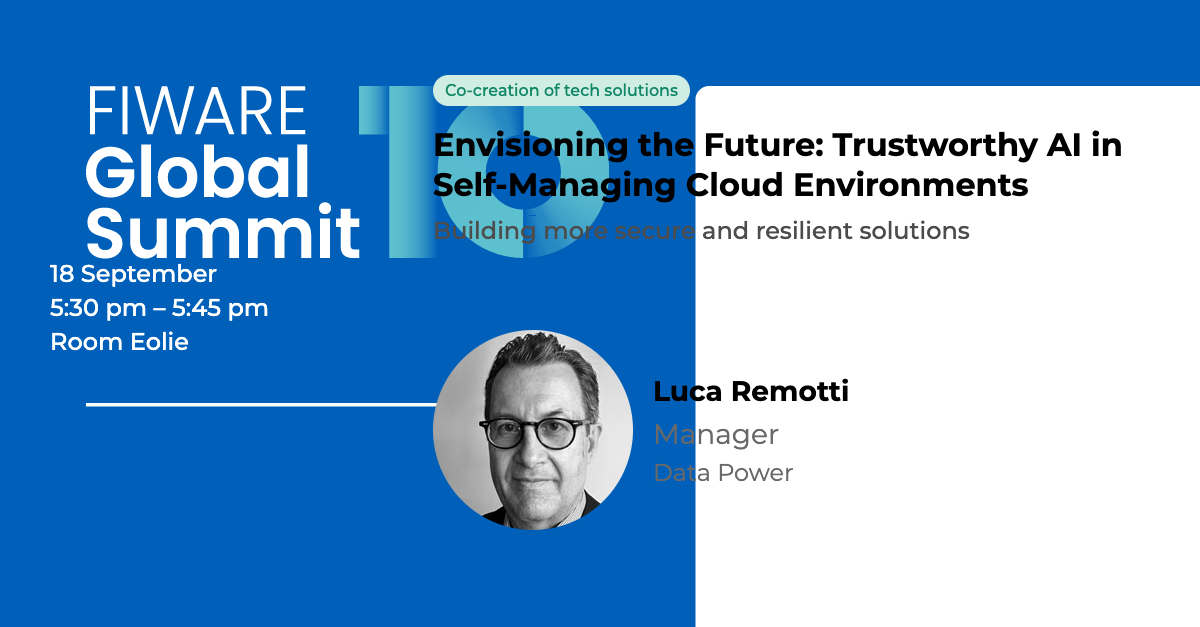 FIWARE
Global
Summit
10
18 September
5:30 pm – 5:45 pm
Room Eolie
Co-creation of tech solutions
Envisioning the Future: Trustworthy AI in
Self-Managing Cloud Environments
Building more secure and resilient solutions
Luca Remotti
Manager
Data Power